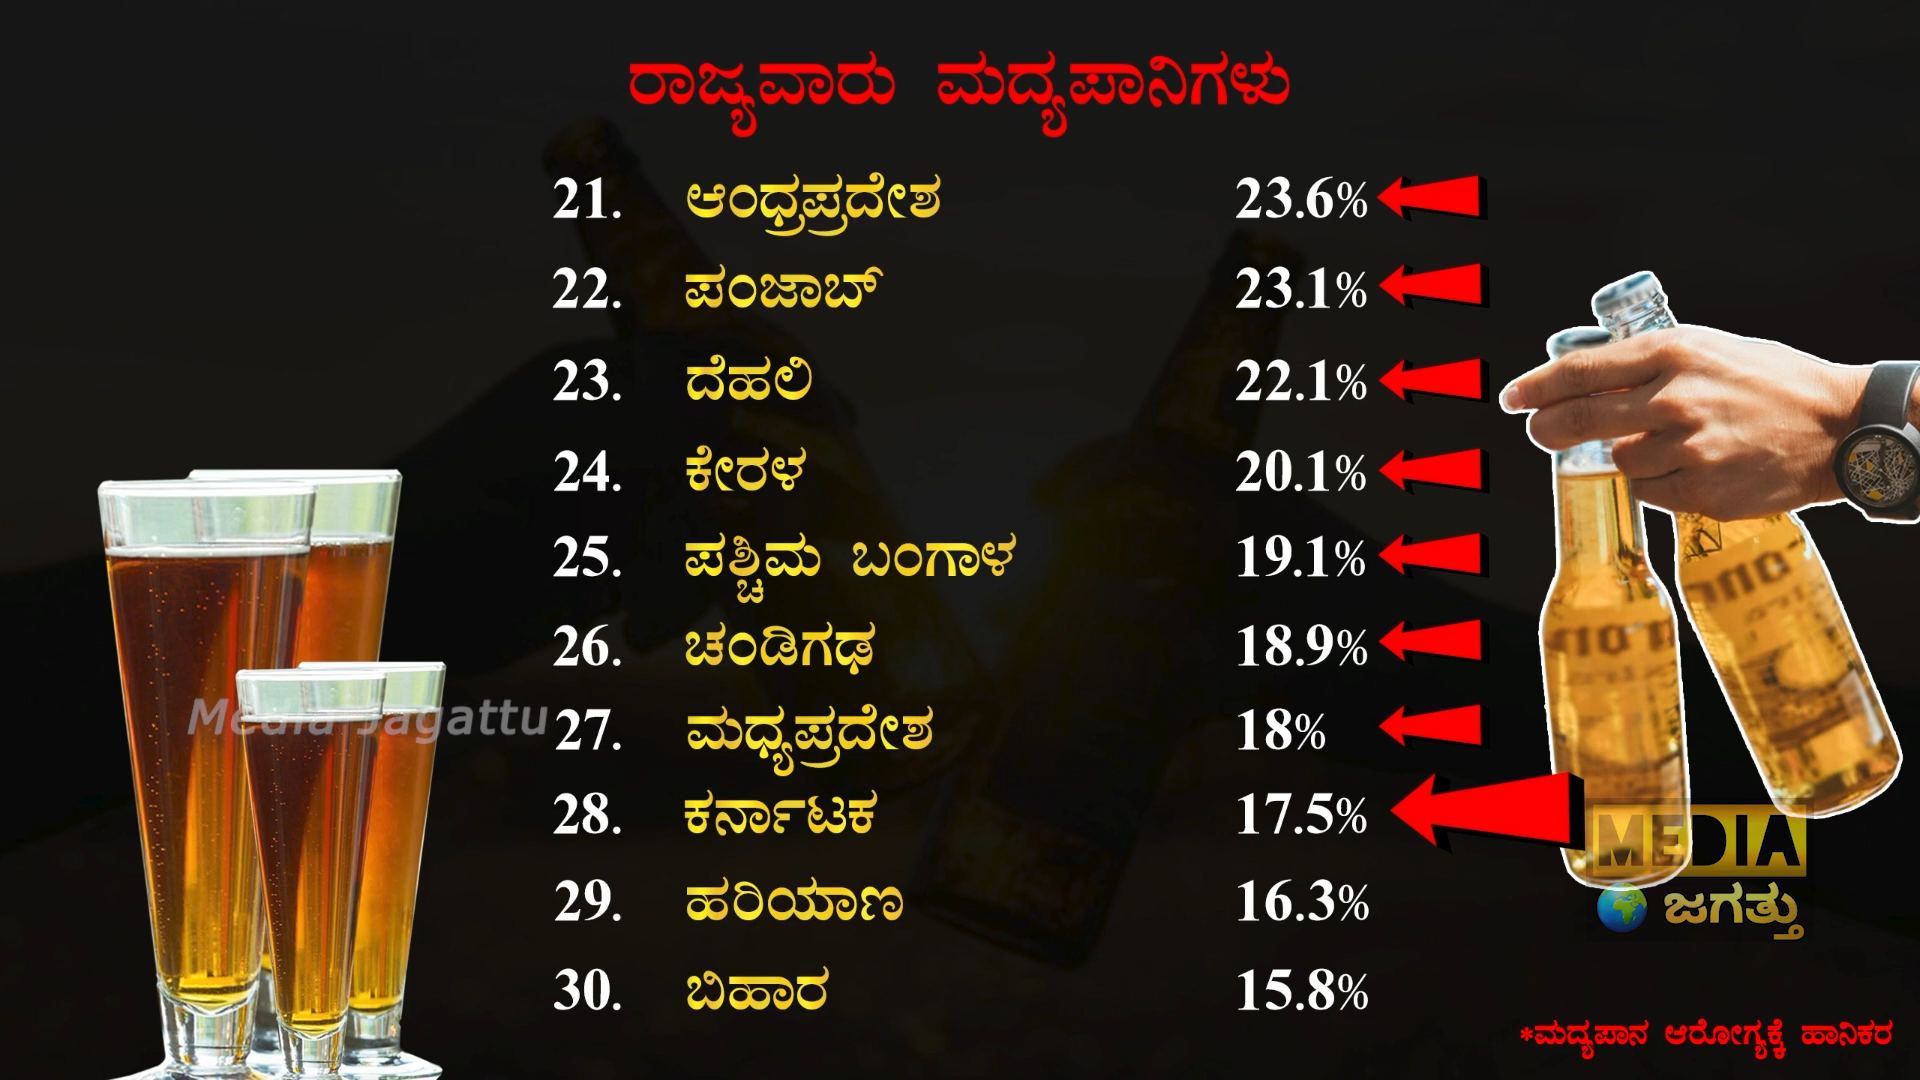 ರಾಜ್ಯವಾರು ಮದ್ಯಪಾನಿಗಳು
21. ಆಂಧ್ರಪ್ರದೇಶ 23.6%
22. ಪಂಜಾಬ್ 23.1%
23. ದೆಹಲಿ 22.1%
24. ಕೇರಳ 20.1%
25. ಪಶ್ಚಿಮ ಬಂಗಾಳ 19.1%
26. ಚಂಡಿಗಢ 18.9%
Media Jagattu
27. ಮಧ್ಯಪ್ರದೇಶ 18%
28. ಕರ್ನಾಟಕ 17.5%
MEDIA
29. ಹರಿಯಾಣ 16.3%
ಜಗತ್ತು
30. ಬಿಹಾರ 15.8%
*ಮದ್ಯಪಾನ ಆರೋಗ್ಯಕ್ಕೆ ಹಾನಿಕರ